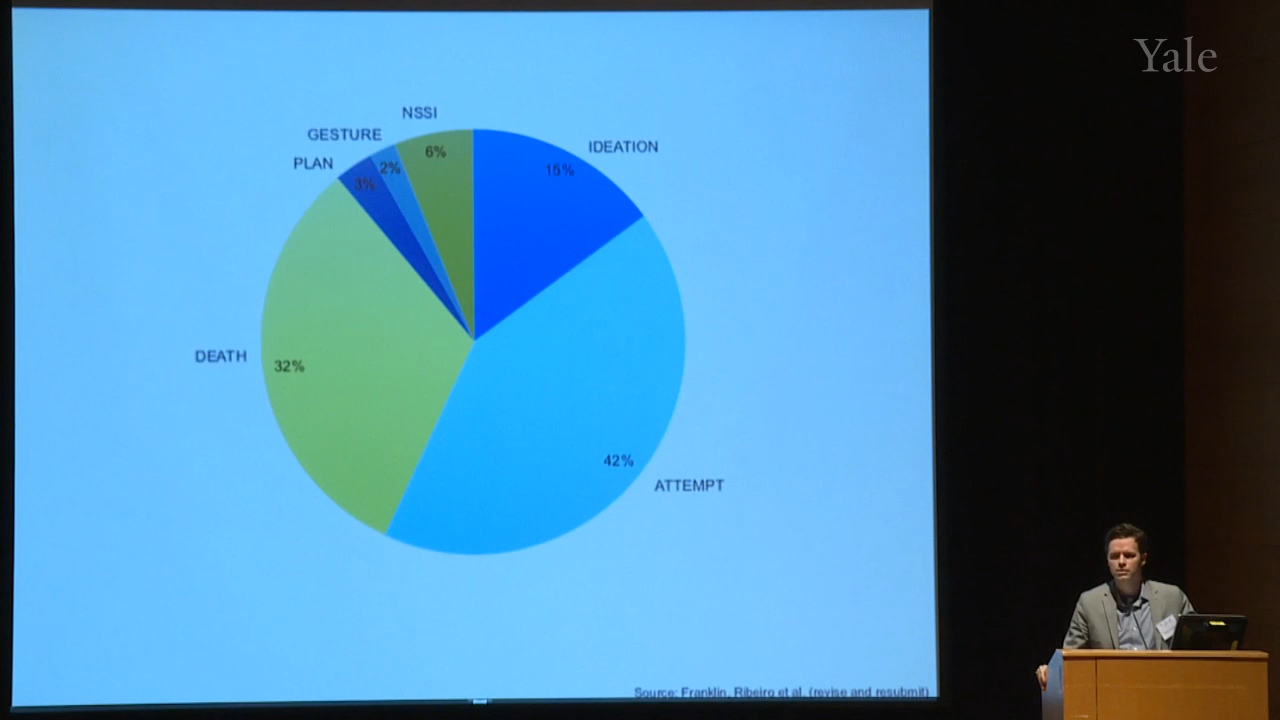 Yale
NSSI
GESTURE
PLAN
IDEATION
6%
2%
3%
15%
DEATH
32%
42%
ATTEMPT
Source: Franklin, Ribeiro et al. (revise and resubmit)